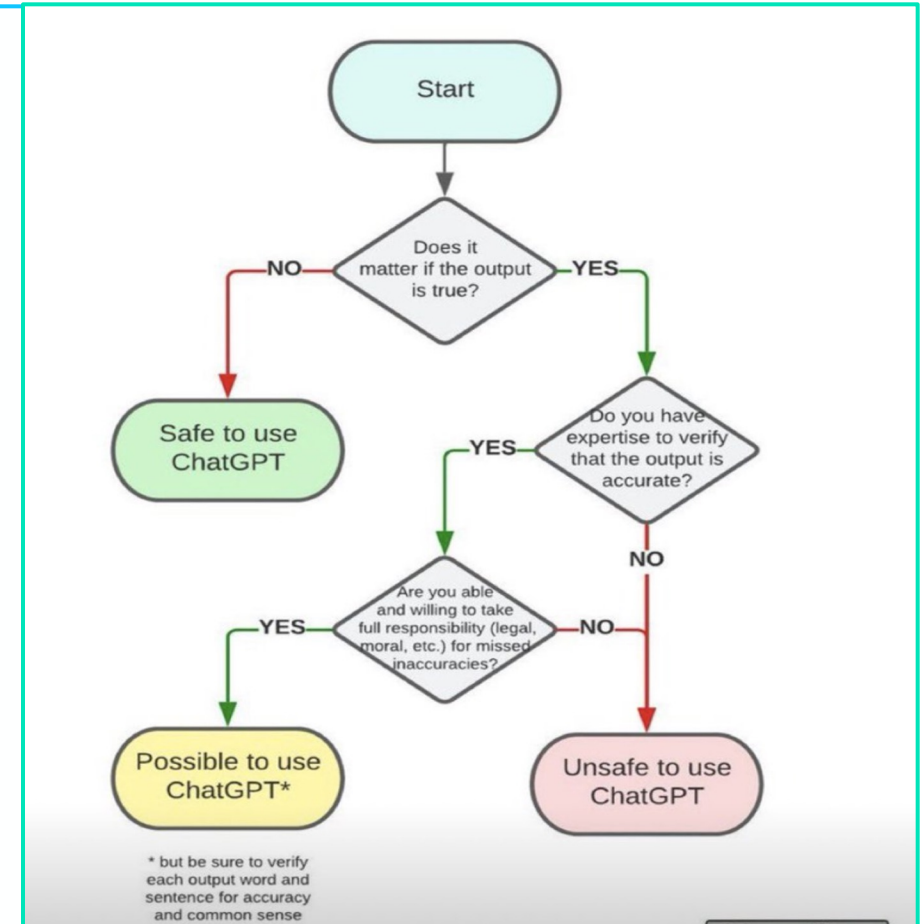 Start
Does it
matter if the output
is true?
NO
YES
Safe to use
ChatGPT
Do you have
expertise to verify
that the output is
accurate?
YES
NO
Are you able
and willing to take
full responsibility (legal,
moral, etc.) for missed
inaccuracies?
YES
NO
Possible to use
ChatGPT*
Unsafe to use
ChatGPT
* but be sure to verify
each output word and
sentence for accuracy
and common sense